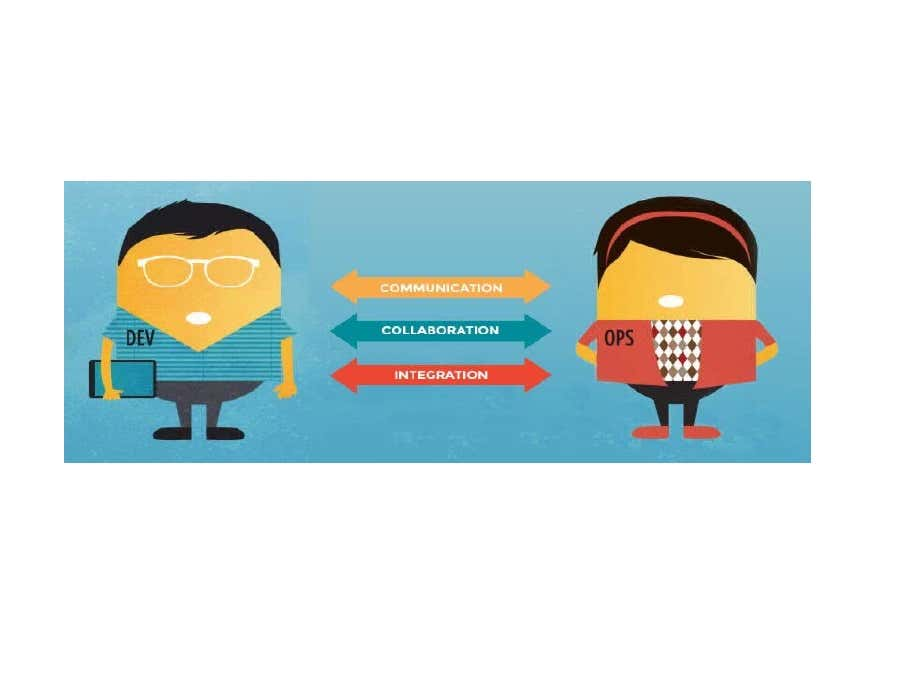 COMMUNICATION
DEV
COLLABORATION
OPS
INTEGRATION